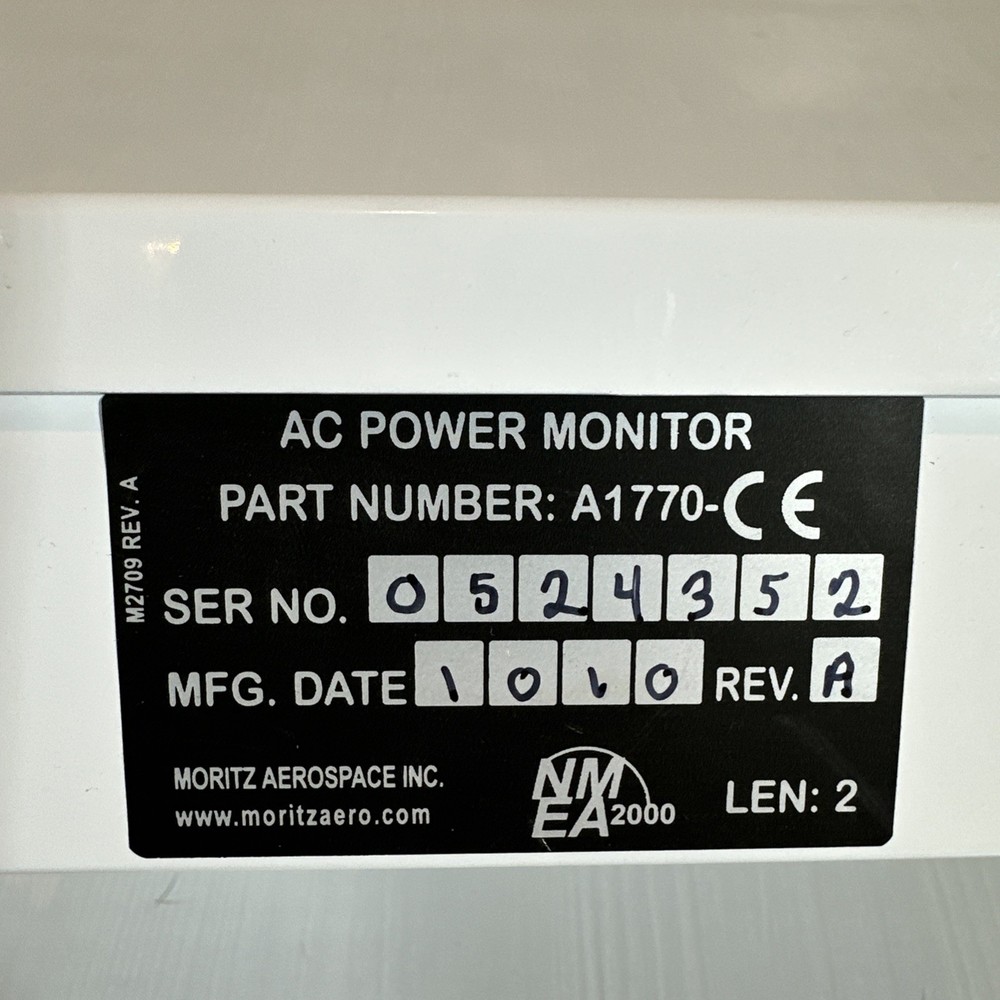 AC POWER MONITOR
PART NUMBER: A1770- CE
M2709 REV. A
SER NO. 0524352
MFG. DATE 1010 REV. A
MORITZ AEROSPACE INC.
www.moritzaero.com
NMEA 2000
LEN: 2